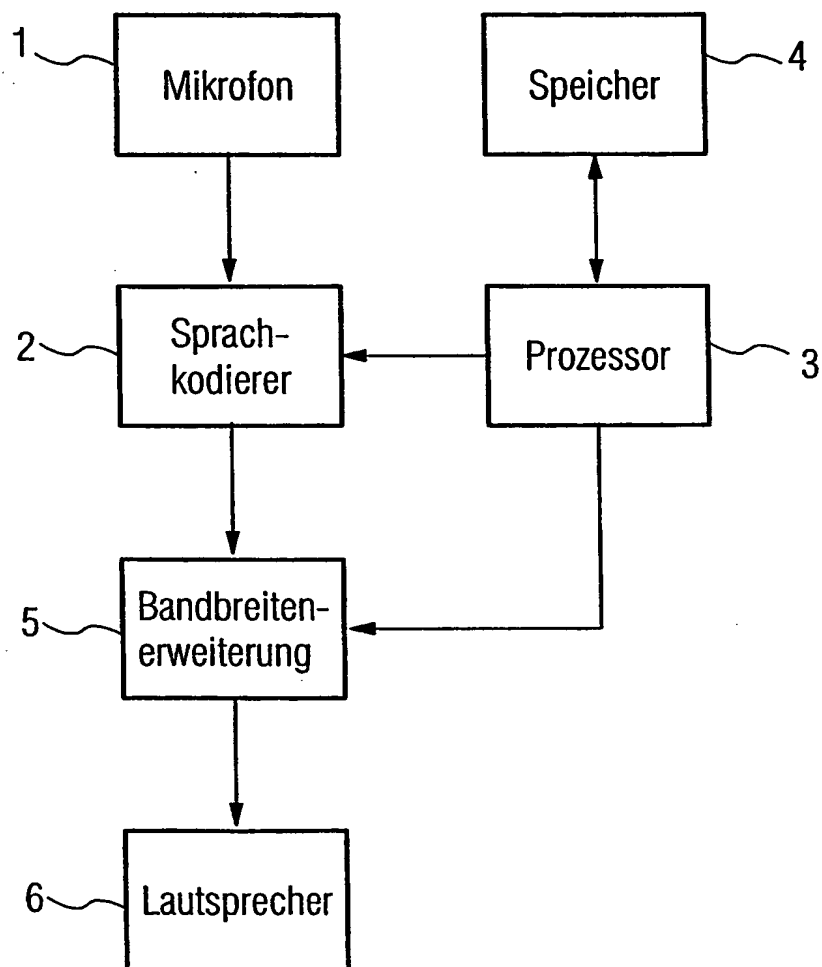 1
Mikrofon
Speicher
4
2
Sprach-
kodierer
Prozessor
3
5
Bandbreiten-
erweiterung
6
Lautsprecher